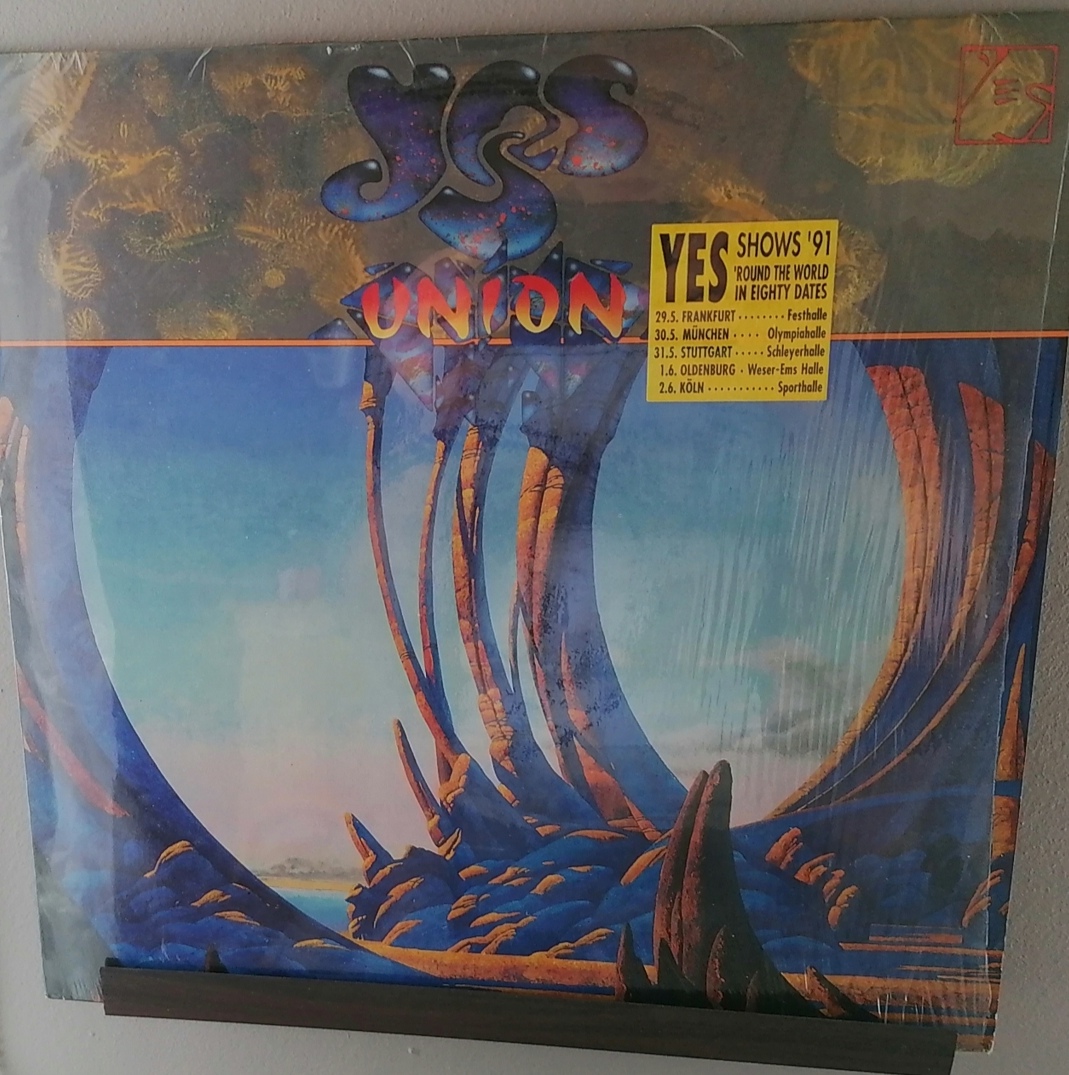 YES
YES
UNION
YES SHOWS '91
'ROUND THE WORLD
IN EIGHTY DATES
29.5. FRANKFURT ········ Festhalle
30.5. MÜNCHEN ···· Olympiahalle
31.5. STUTTGART ····· Schleyerhalle
1.6. OLDENBURG · Weser-Ems Halle
2.6. KÖLN ··········· Sporthalle